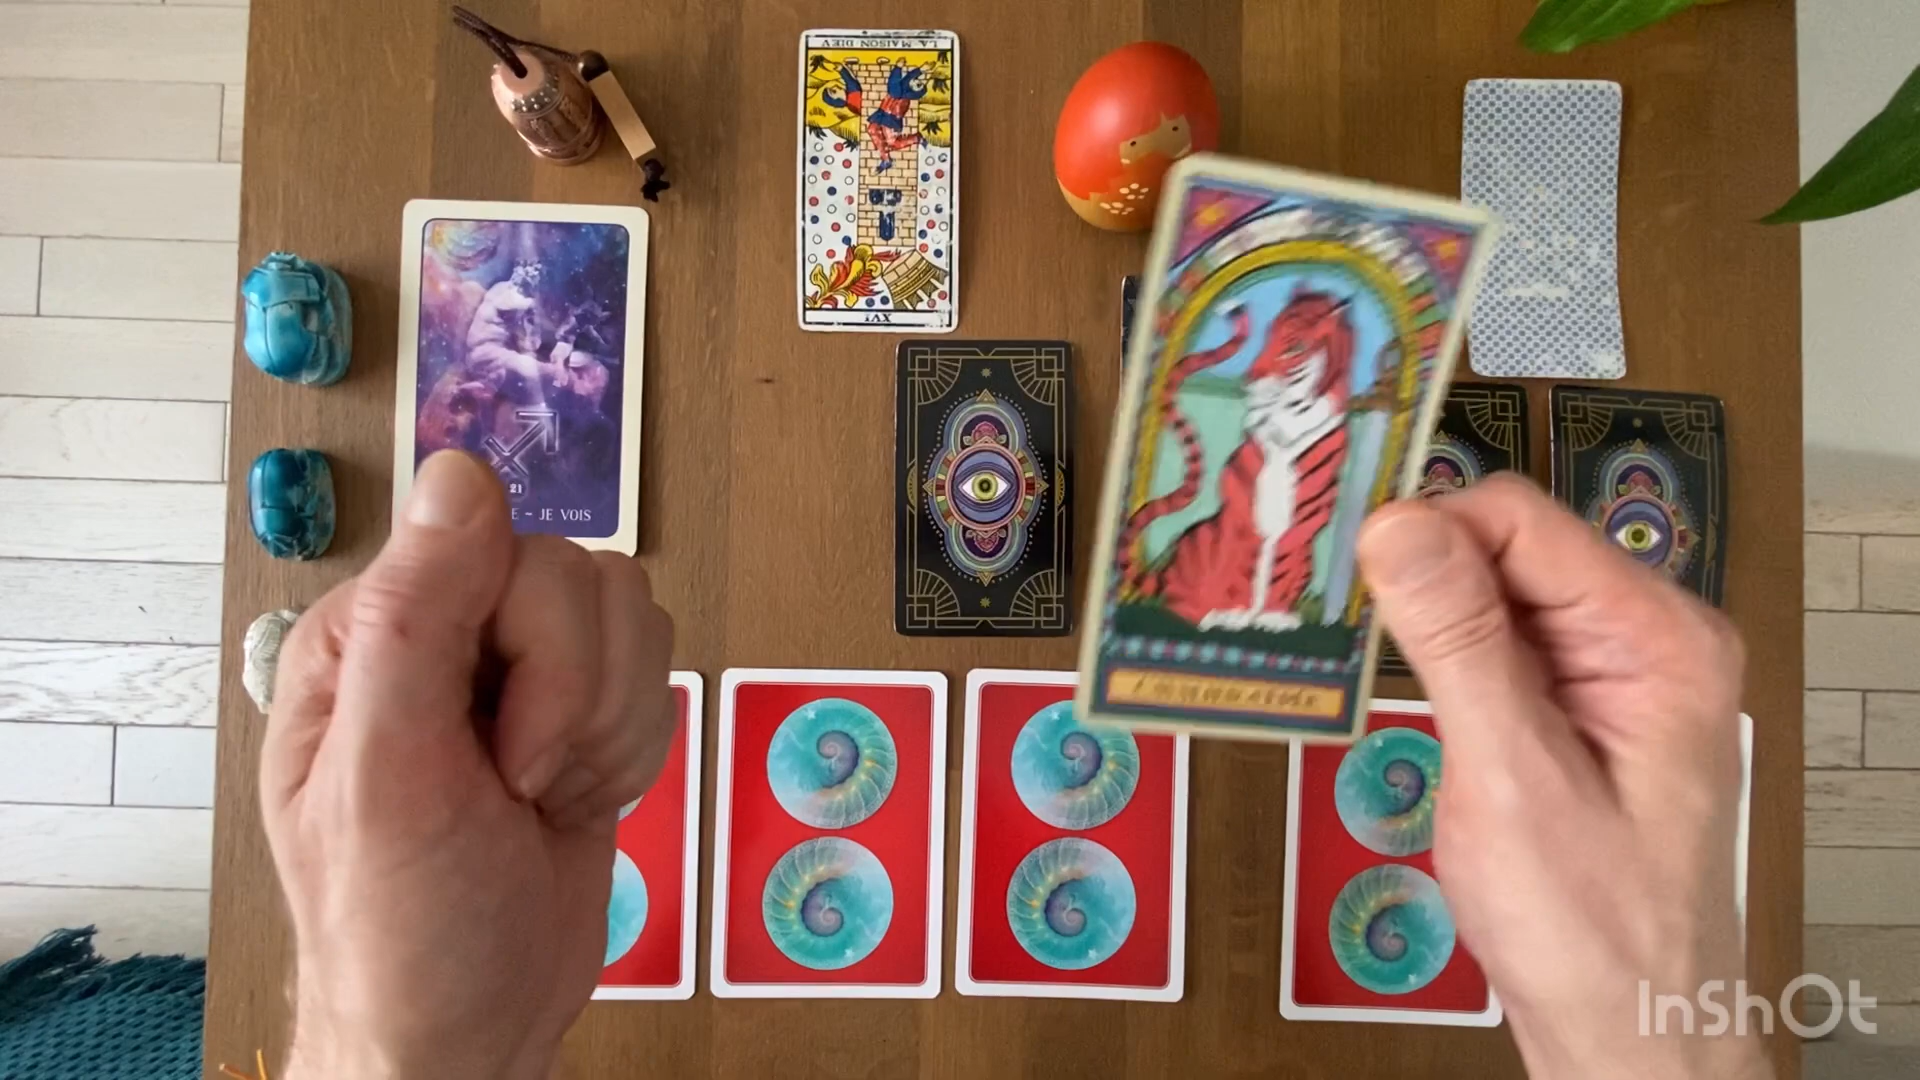 LA MAISON DIEV
XVI
21
E ~ JE VOIS
InShOt